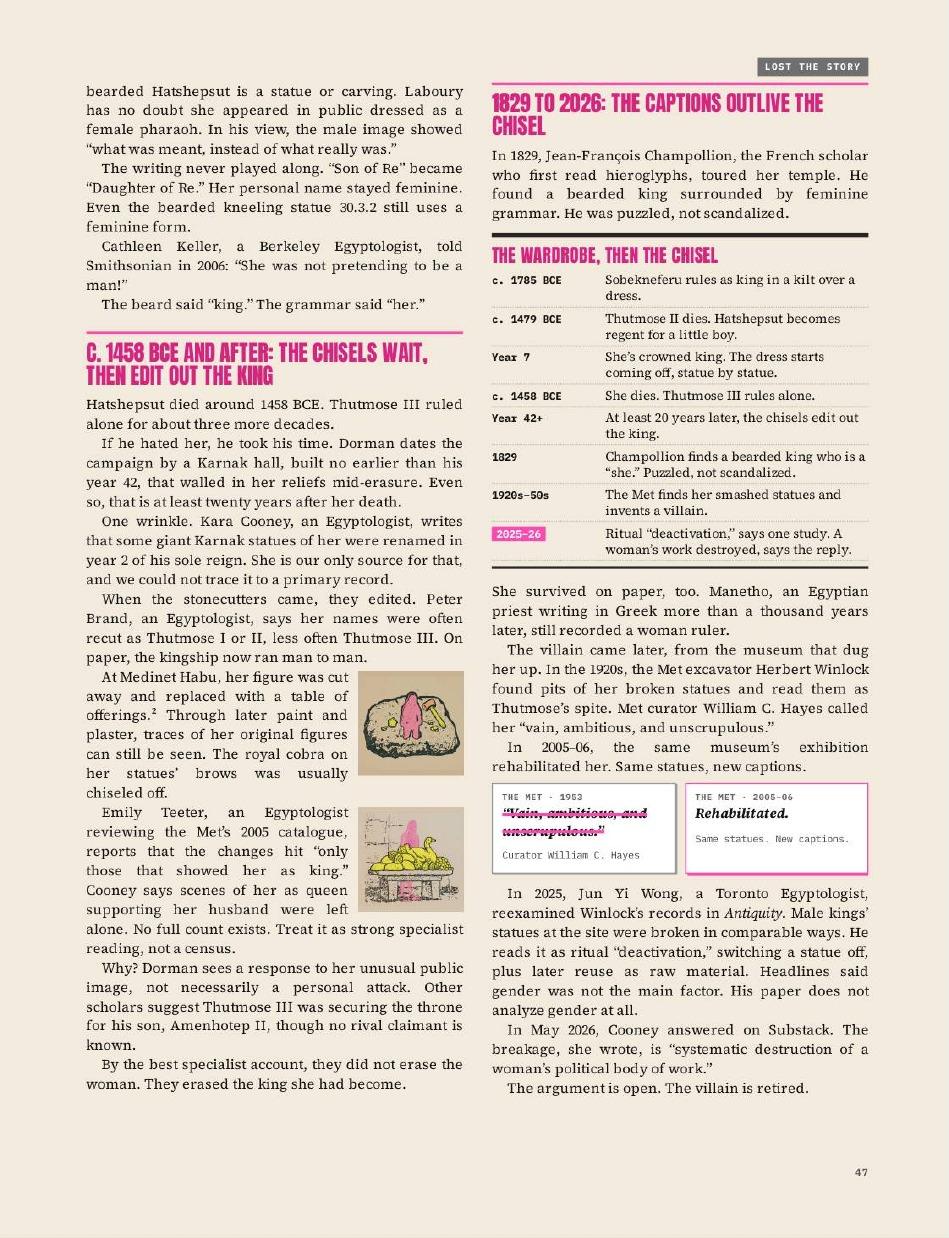 LOST THE STORY
bearded Hatshepsut is a statue or carving. Laboury
has no doubt she appeared in public dressed as a
female pharaoh. In his view, the male image showed
“what was meant, instead of what really was.”
The writing never played along. “Son of Re” became
“Daughter of Re.” Her personal name stayed feminine.
Even the bearded kneeling statue 30.3.2 still uses a
feminine form.
Cathleen Keller, a Berkeley Egyptologist, told
Smithsonian in 2006: “She was not pretending to be a
man!”
The beard said “king.” The grammar said “her.”
C. 1458 BCE AND AFTER: THE CHISELS WAIT,
THEN EDIT OUT THE KING
Hatshepsut died around 1458 BCE. Thutmose III ruled
alone for about three more decades.
If he hated her, he took his time. Dorman dates the
campaign by a Karnak hall, built no earlier than his
year 42, that walled in her reliefs mid-erasure. Even
so, that is at least twenty years after her death.
One wrinkle. Kara Cooney, an Egyptologist, writes
that some giant Karnak statues of her were renamed in
year 2 of his sole reign. She is our only source for that,
and we could not trace it to a primary record.
When the stonecutters came, they edited. Peter
Brand, an Egyptologist, says her names were often
recut as Thutmose I or II, less often Thutmose III. On
paper, the kingship now ran man to man.
At Medinet Habu, her figure was cut
away and replaced with a table of
offerings.² Through later paint and
plaster, traces of her original figures
can still be seen. The royal cobra on
her statues’ brows was usually
chiseled off.
Emily Teeter, an Egyptologist
reviewing the Met’s 2005 catalogue,
reports that the changes hit “only
those that showed her as king.”
Cooney says scenes of her as queen
supporting her husband were left
alone. No full count exists. Treat it as strong specialist
reading, not a census.
Why? Dorman sees a response to her unusual public
image, not necessarily a personal attack. Other
scholars suggest Thutmose III was securing the throne
for his son, Amenhotep II, though no rival claimant is
known.
By the best specialist account, they did not erase the
woman. They erased the king she had become.
1829 TO 2026: THE CAPTIONS OUTLIVE THE
CHISEL
In 1829, Jean-François Champollion, the French scholar
who first read hieroglyphs, toured her temple. He
found a bearded king surrounded by feminine
grammar. He was puzzled, not scandalized.
THE WARDROBE, THEN THE CHISEL
c. 1785 BCE Sobekneferu rules as king in a kilt over a
dress.
c. 1479 BCE Thutmose II dies. Hatshepsut becomes
regent for a little boy.
Year 7 She’s crowned king. The dress starts
coming off, statue by statue.
c. 1458 BCE She dies. Thutmose III rules alone.
Year 42+ At least 20 years later, the chisels edit out
the king.
1829 Champollion finds a bearded king who is a
“she.” Puzzled, not scandalized.
1920s–50s The Met finds her smashed statues and
invents a villain.
2025–26 Ritual “deactivation,” says one study. A
woman’s work destroyed, says the reply.
She survived on paper, too. Manetho, an Egyptian
priest writing in Greek more than a thousand years
later, still recorded a woman ruler.
The villain came later, from the museum that dug
her up. In the 1920s, the Met excavator Herbert Winlock
found pits of her broken statues and read them as
Thutmose’s spite. Met curator William C. Hayes called
her “vain, ambitious, and unscrupulous.”
In 2005–06, the same museum’s exhibition
rehabilitated her. Same statues, new captions.
THE MET · 1953
“Vain, ambitious, and
unscrupulous.”
Curator William C. Hayes
THE MET · 2005–06
Rehabilitated.
Same statues. New captions.
In 2025, Jun Yi Wong, a Toronto Egyptologist,
reexamined Winlock’s records in Antiquity. Male kings’
statues at the site were broken in comparable ways. He
reads it as ritual “deactivation,” switching a statue off,
plus later reuse as raw material. Headlines said
gender was not the main factor. His paper does not
analyze gender at all.
In May 2026, Cooney answered on Substack. The
breakage, she wrote, is “systematic destruction of a
woman’s political body of work.”
The argument is open. The villain is retired.
47